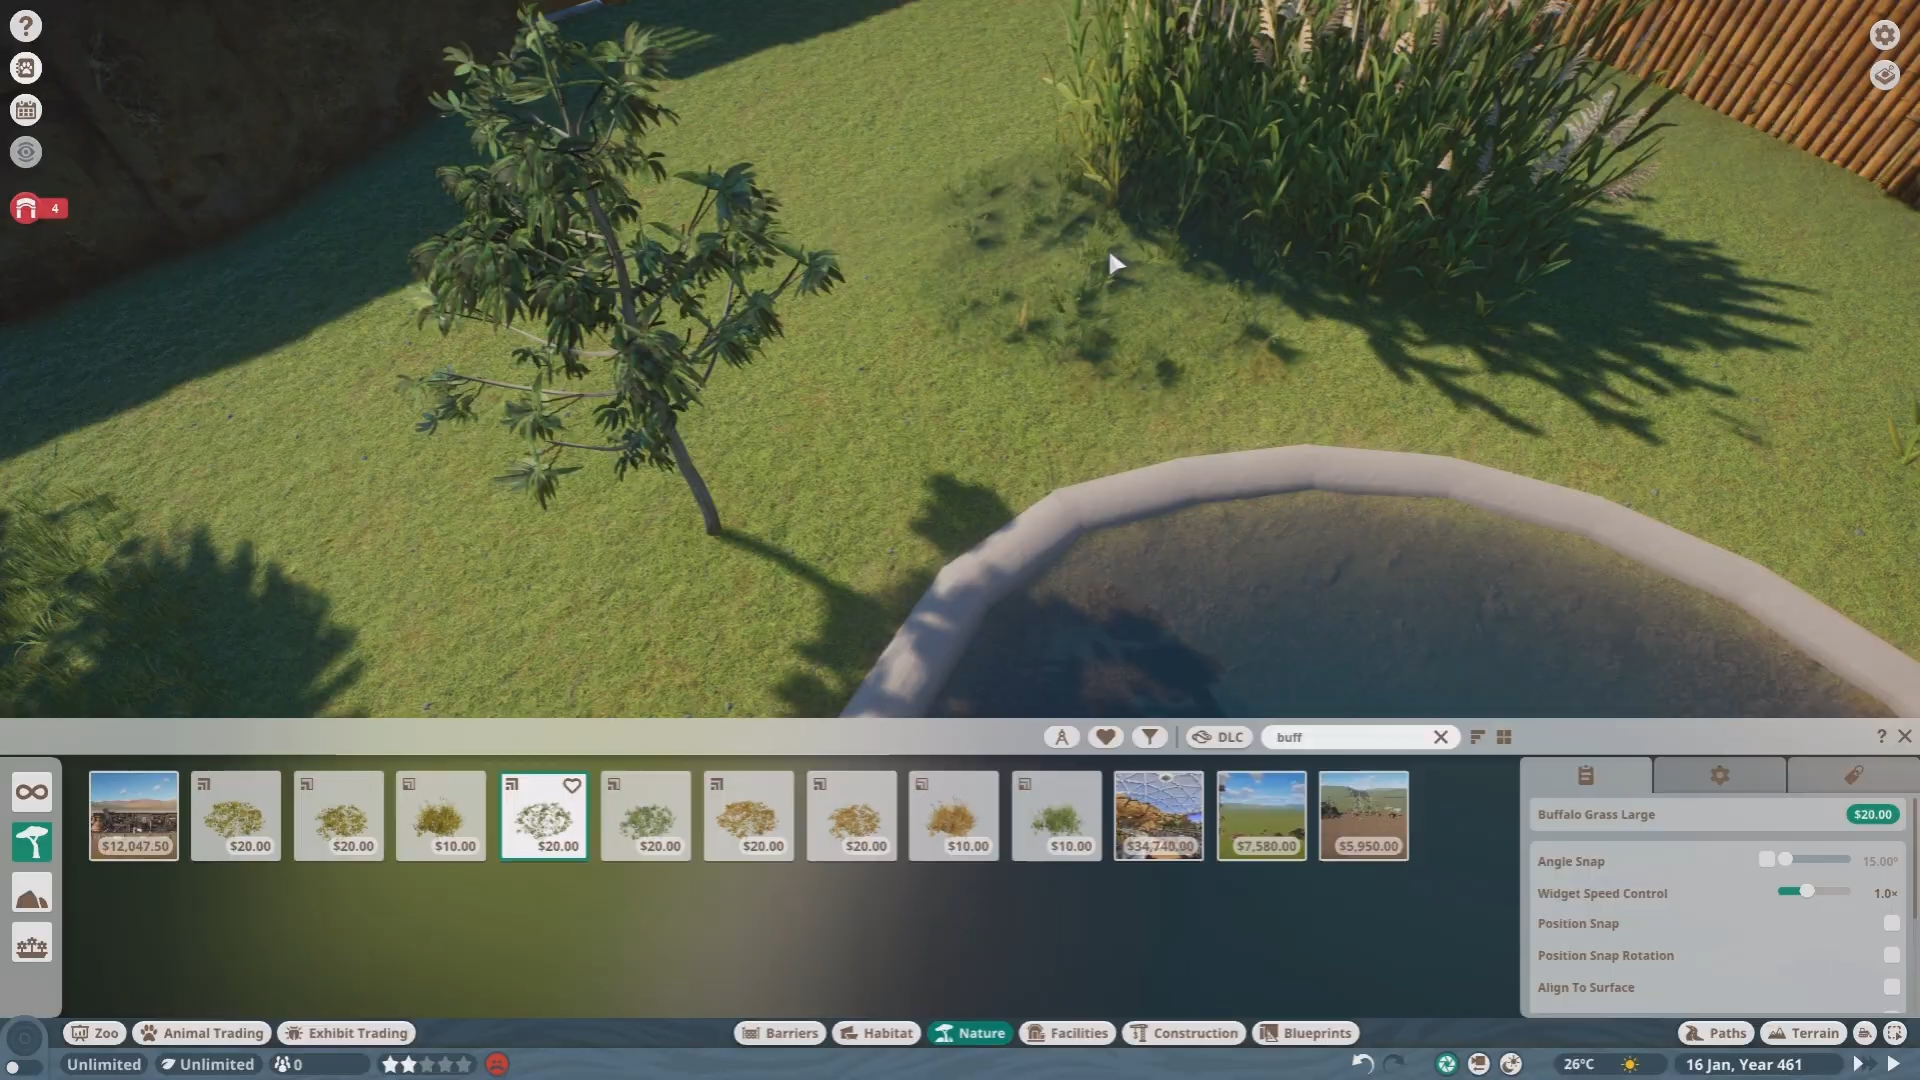 4
DLC
buff
?
$12,047.50
$20.00
$20.00
$10.00
$20.00
$20.00
$20.00
$20.00
$10.00
$10.00
$34,740.00
$7,580.00
$5,950.00
Buffalo Grass Large
$20.00
Angle Snap
15.00°
Widget Speed Control
1.0×
Position Snap
Position Snap Rotation
Align To Surface
Zoo
Animal Trading
Exhibit Trading
Barriers
Habitat
Nature
Facilities
Construction
Blueprints
Paths
Terrain
Unlimited
Unlimited
0
26°C
16 Jan, Year 461